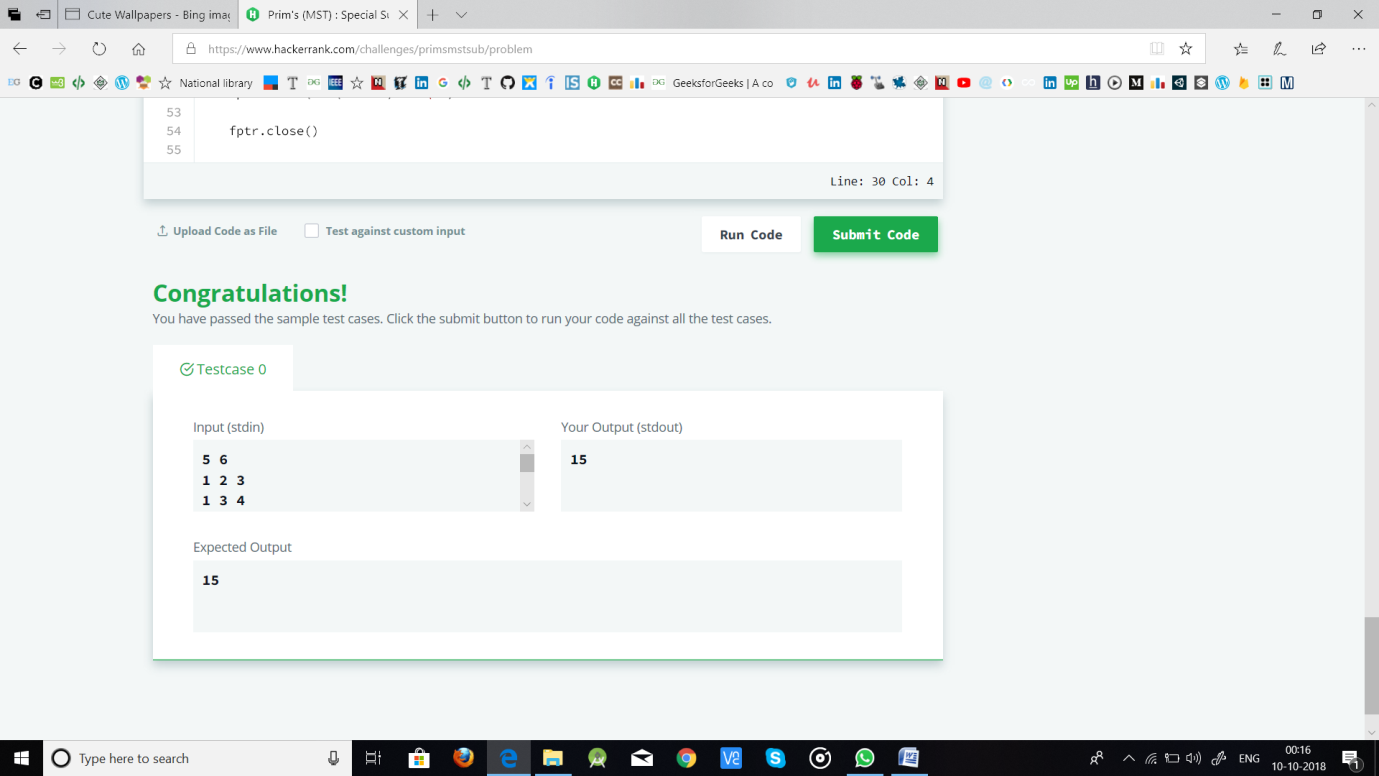 Cute Wallpapers - Bing imag
Prim's (MST) : Special Su
https://www.hackerrank.com/challenges/primsmstsub/problem
National library
GeeksforGeeks | A co
53
54 fptr.close()
55
Line: 30 Col: 4
Upload Code as File
Test against custom input
Run Code
Submit Code
Congratulations!
You have passed the sample test cases. Click the submit button to run your code against all the test cases.
Testcase 0
Input (stdin)
5 6
1 2 3
1 3 4
Your Output (stdout)
15
Expected Output
15
Type here to search
ENG
00:16
10-10-2018
1